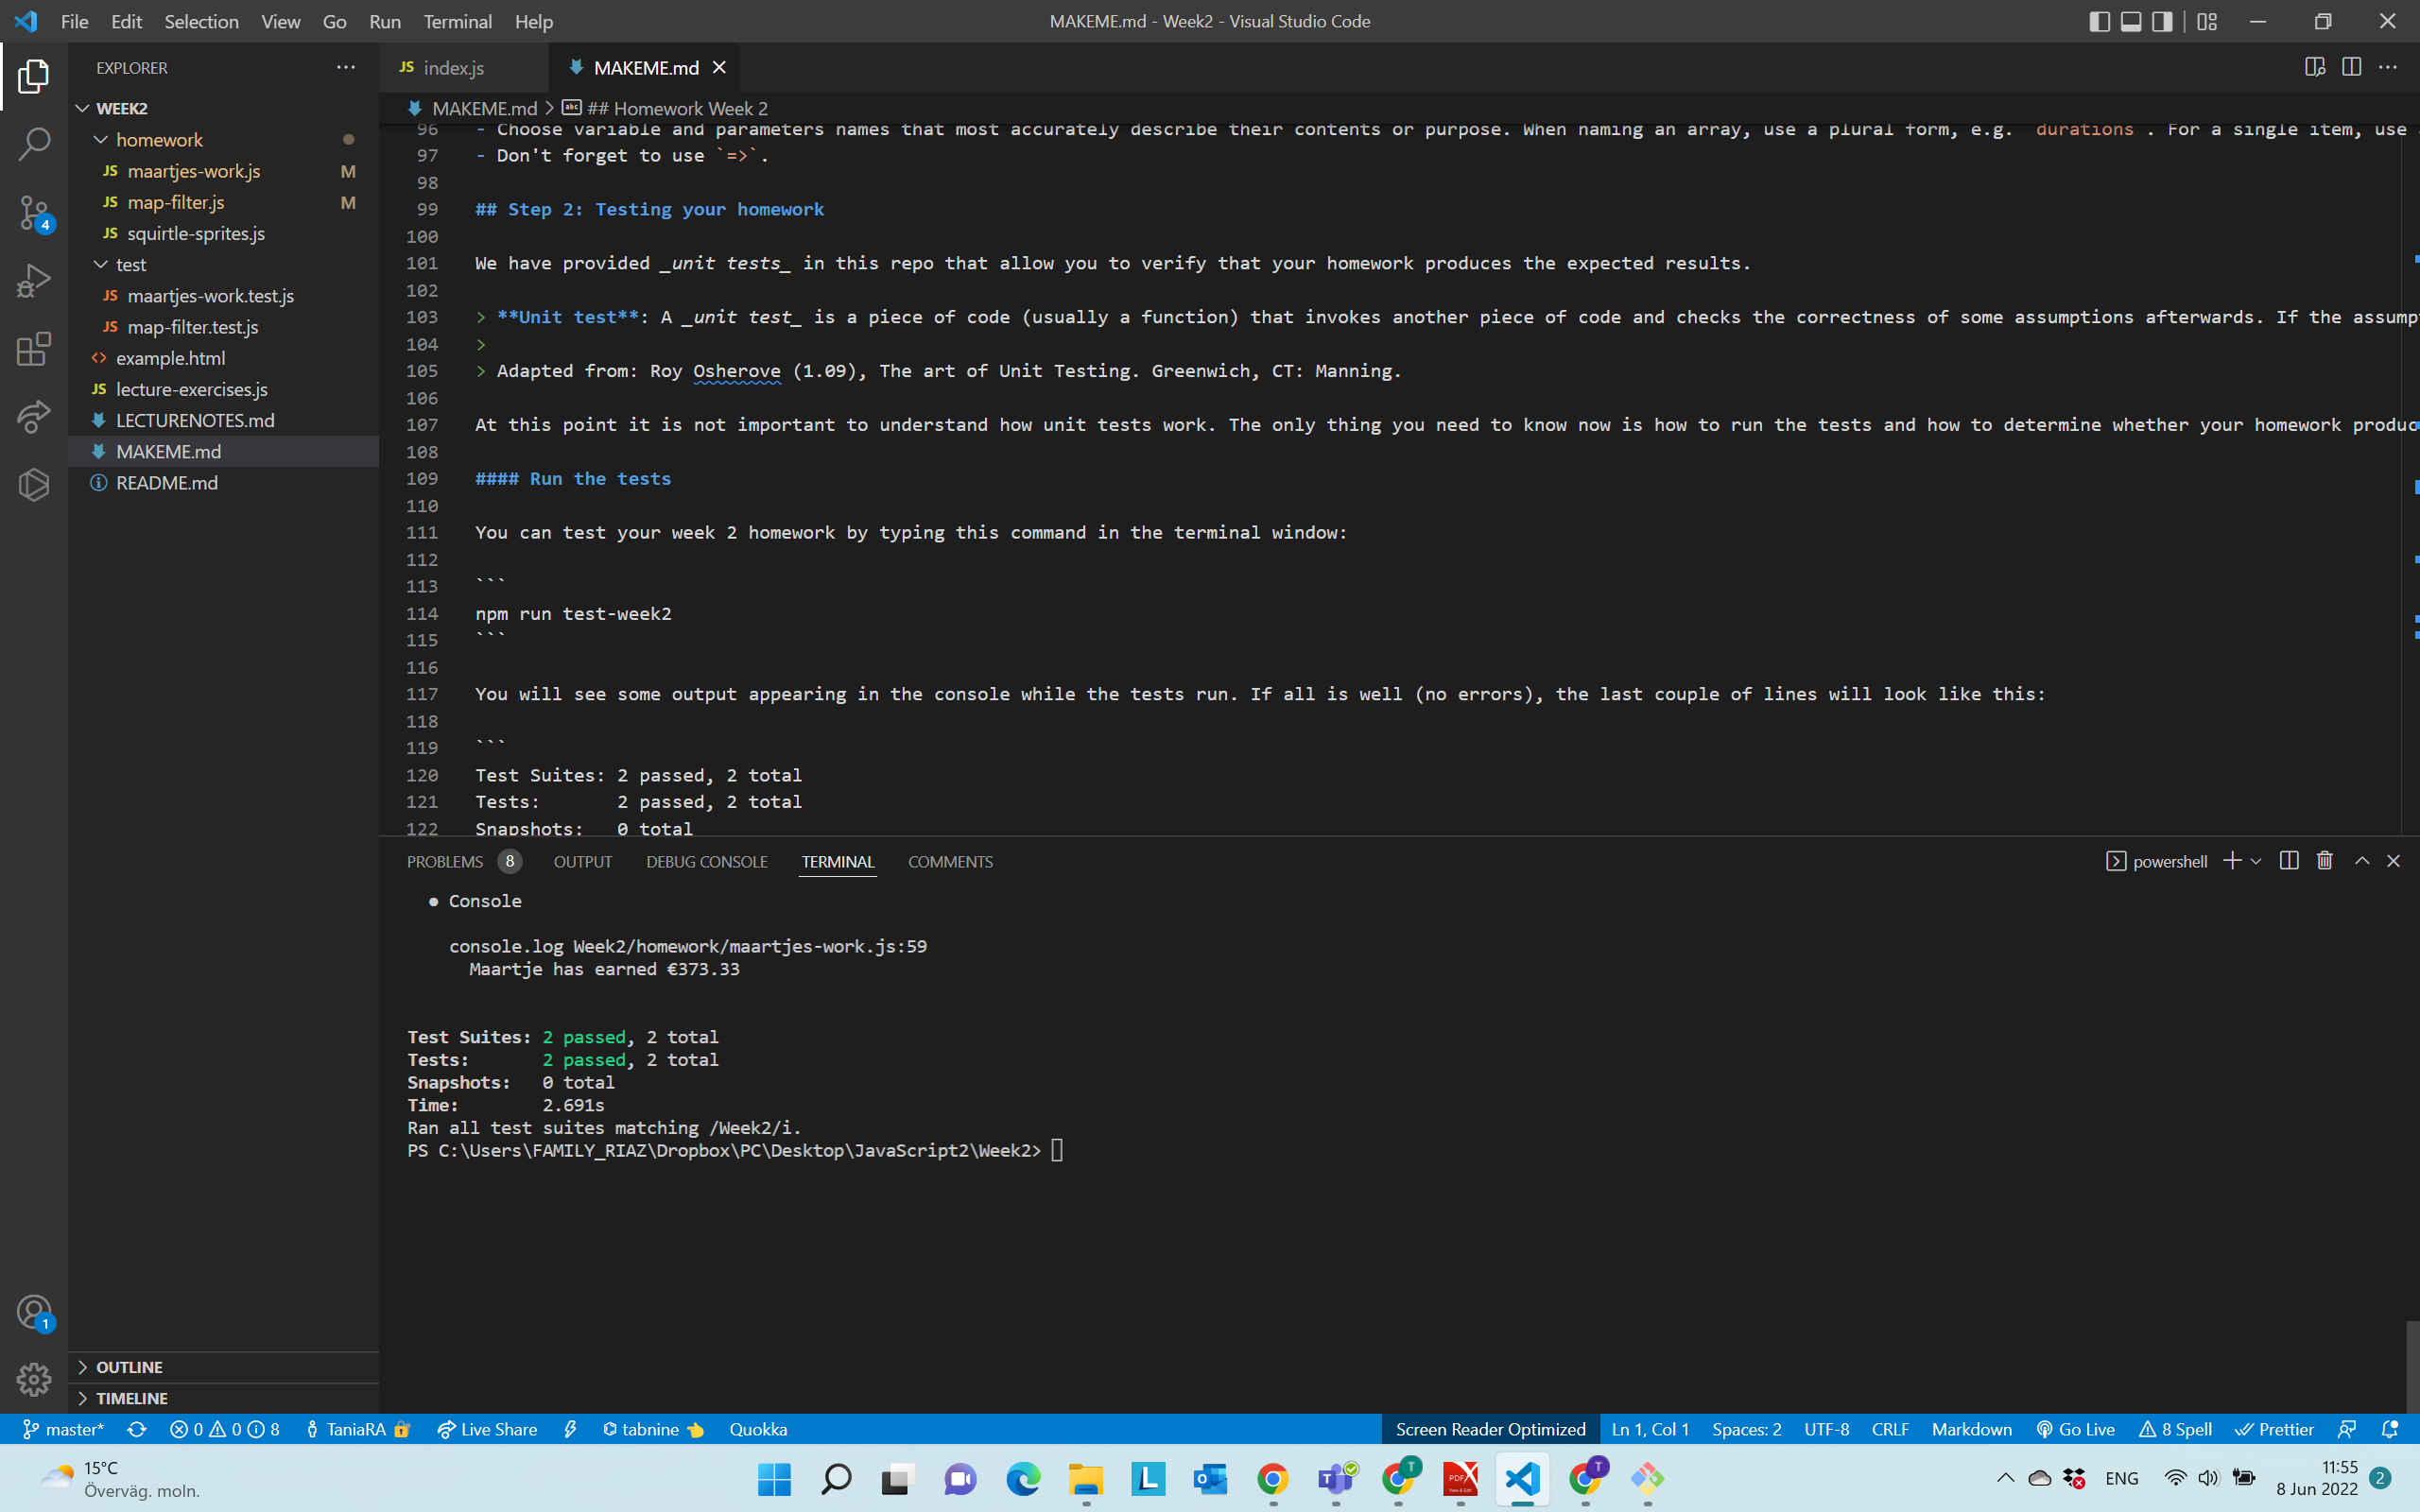 File Edit Selection View Go Run Terminal Help
MAKEME.md - Week2 - Visual Studio Code
EXPLORER
WEEK2
homework
JS maartjes-work.js M
JS map-filter.js M
JS squirtle-sprites.js
test
JS maartjes-work.test.js
JS map-filter.test.js
example.html
JS lecture-exercises.js
LECTURENOTES.md
MAKEME.md
README.md
4
1
OUTLINE
TIMELINE
JS index.js
MAKEME.md
MAKEME.md > abc ## Homework Week 2
96 - Choose variable and parameters names that most accurately describe their contents or purpose. When naming an array, use a plural form, e.g. `durations`. For a single item, use
97 - Don't forget to use `=>`.
98
99 ## Step 2: Testing your homework
100
101 We have provided _unit tests_ in this repo that allow you to verify that your homework produces the expected results.
102
103 > **Unit test**: A _unit test_ is a piece of code (usually a function) that invokes another piece of code and checks the correctness of some assumptions afterwards. If the assump
104 >
105 > Adapted from: Roy Osherove (1.09), The art of Unit Testing. Greenwich, CT: Manning.
106
107 At this point it is not important to understand how unit tests work. The only thing you need to know now is how to run the tests and how to determine whether your homework produc
108
109 #### Run the tests
110
111 You can test your week 2 homework by typing this command in the terminal window:
112
113 ```
114 npm run test-week2
115 ```
116
117 You will see some output appearing in the console while the tests run. If all is well (no errors), the last couple of lines will look like this:
118
119 ```
120 Test Suites: 2 passed, 2 total
121 Tests:       2 passed, 2 total
122 Snapshots:   0 total
PROBLEMS 8 OUTPUT DEBUG CONSOLE TERMINAL COMMENTS
powershell
● Console
console.log Week2/homework/maartjes-work.js:59
Maartje has earned €373.33
Test Suites: 2 passed, 2 total
Tests:       2 passed, 2 total
Snapshots:   0 total
Time:        2.691s
Ran all test suites matching /Week2/i.
PS C:\Users\FAMILY_RIAZ\Dropbox\PC\Desktop\JavaScript2\Week2>
master* 0 0 8 TaniaRA Live Share tabnine Quokka
Screen Reader Optimized Ln 1, Col 1 Spaces: 2 UTF-8 CRLF Markdown Go Live 8 Spell Prettier
15°C
Överväg. moln.
L
T
PDF
T
ENG
11:55
8 Jun 2022
2